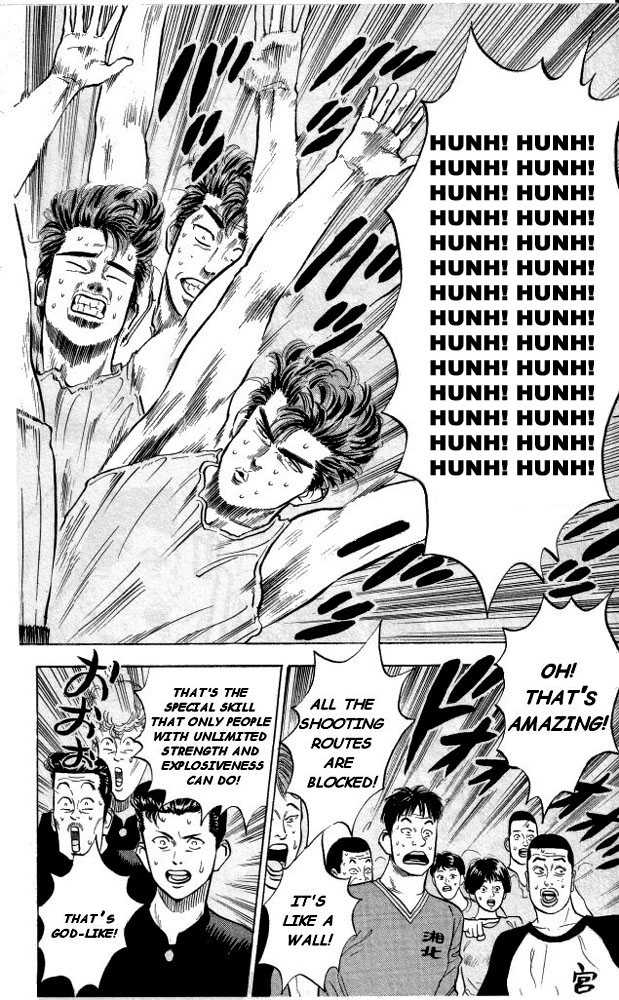 HUNH! HUNH!
HUNH! HUNH!
HUNH! HUNH!
HUNH! HUNH!
HUNH! HUNH!
HUNH! HUNH!
HUNH! HUNH!
HUNH! HUNH!
HUNH! HUNH!
HUNH! HUNH!
HUNH! HUNH!
HUNH! HUNH!
HUNH! HUNH!
HUNH! HUNH!
OH!
THAT'S
AMAZING!
ALL THE
SHOOTING
ROUTES
ARE
BLOCKED!
IT'S
LIKE A
WALL!
湘北
宮
THAT'S THE
SPECIAL SKILL
THAT ONLY PEOPLE
WITH UNLIMITED
STRENGTH AND
EXPLOSIVENESS
CAN DO!
THAT'S
GOD-LIKE!
おおお